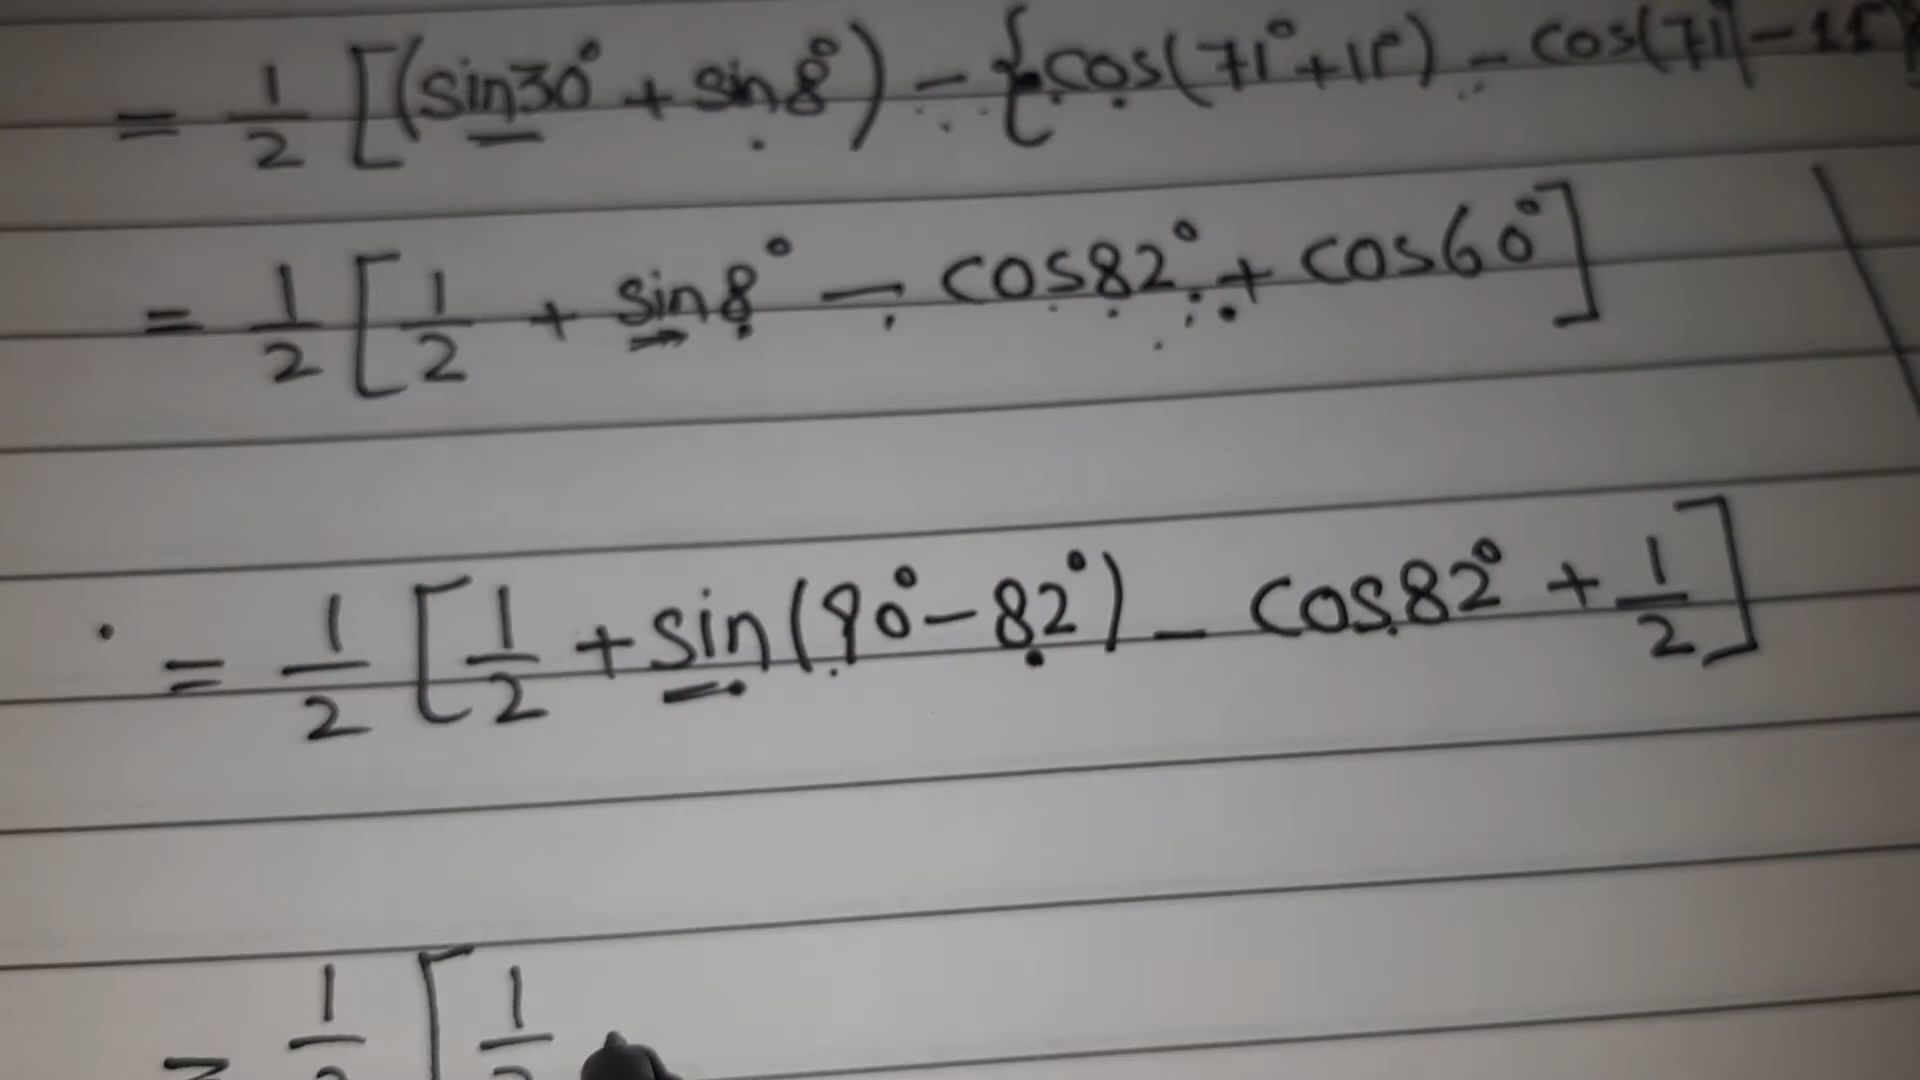 = 1/2 [(sin30° + sin8°) - {cos(71°+11°) - cos(71°-11°)
= 1/2 [1/2 + sin8° - cos82° + cos60°]
= 1/2 [1/2 + sin(90°-82°) - cos82° + 1/2]
= 1/2 [1/2